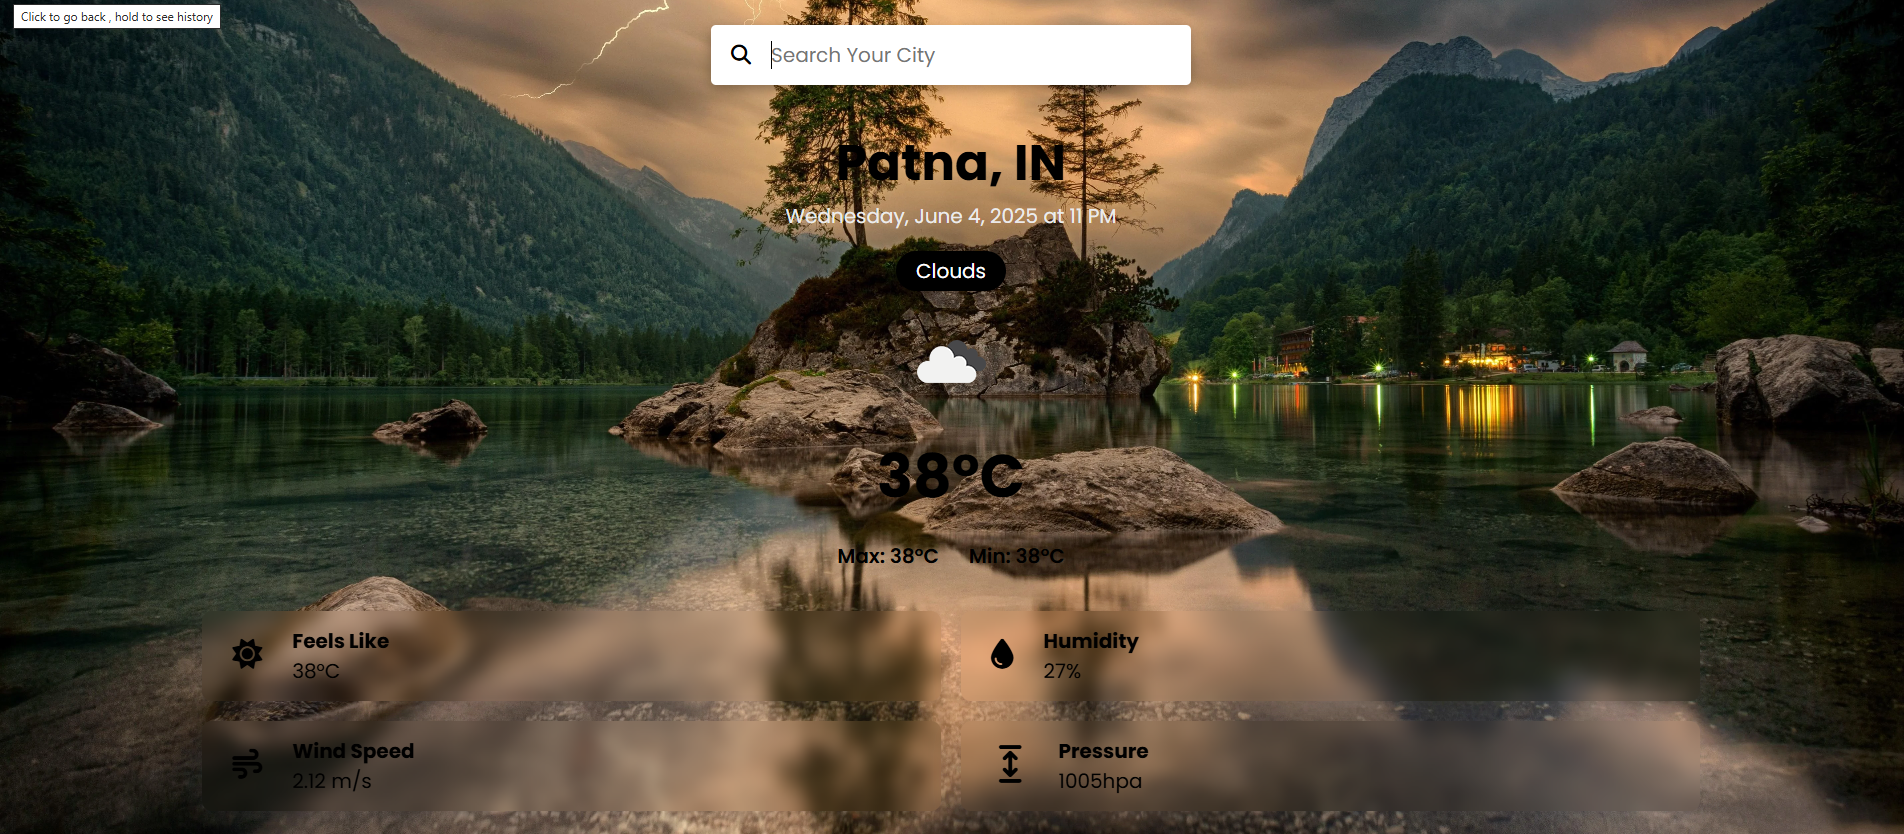 Click to go back , hold to see history
Search Your City
Patna, IN
Wednesday, June 4, 2025 at 11 PM
Clouds
38°C
Max: 38°C Min: 38°C
Feels Like
38°C
Humidity
27%
Wind Speed
2.12 m/s
Pressure
1005hpa